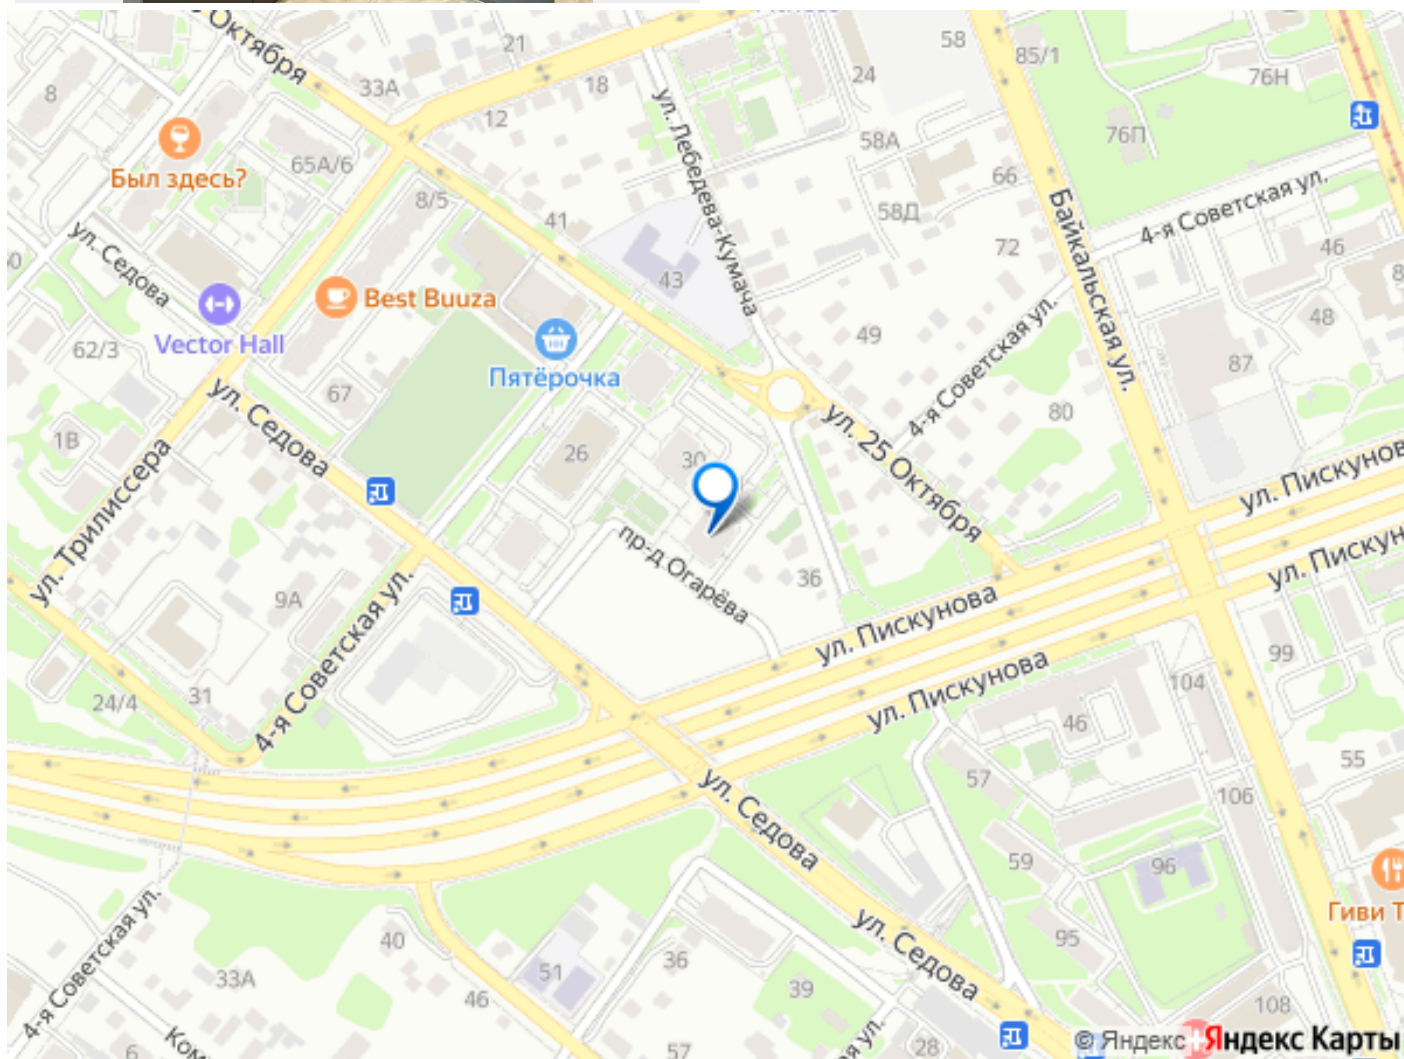 Октября
21
58
85/1
33А
18
24
76Н
8
12
58А
76П
65А/6
ул. Лебедева-Кумача
Был здесь?
8/5
66
4-я Советская ул.
41
58Д
ул. Седова
72
46
Байкальская ул.
43
Best Buuza
Vector Hall
62/3
49
48
4-я Советская ул.
87
Пятёрочка
67
ул. Седова
80
1В
26
30
ул. 25 Октября
ул. Трилиссера
ул. Пискунов
пр-д Огарёва
36
ул. Пискун
9А
4-я Советская ул.
ул. Пискунова
99
24/4
31
ул. Пискунова
104
46
57
55
106
ул. Седова
59
96
Гиви Т
4-я Советская ул.
40
95
ул. Седова
33А
51
36
39
46
108
Ком
6
57
28
© Яндекс
Яндекс Карты